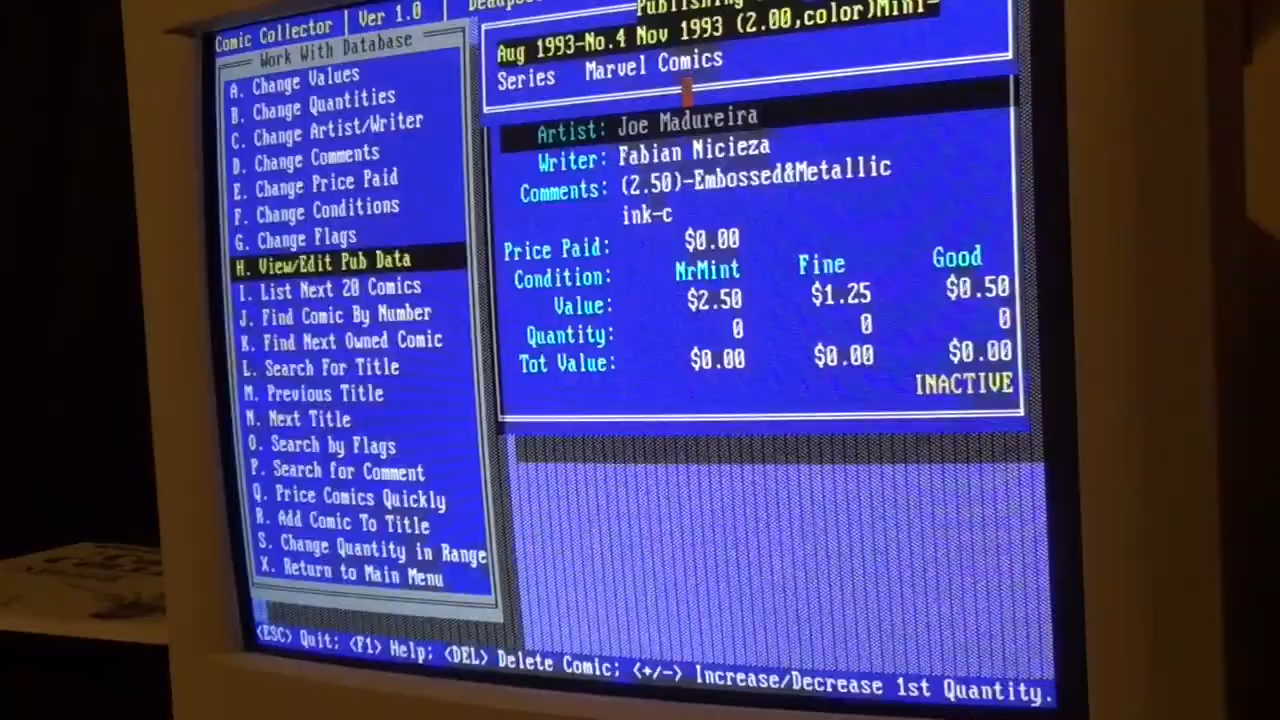 Comic Collector | Ver 1.0 |
Work With Database
A. Change Values
B. Change Quantities
C. Change Artist/Writer
D. Change Comments
E. Change Price Paid
F. Change Conditions
G. Change Flags
H. View/Edit Pub Data
I. List Next 20 Comics
J. Find Comic By Number
K. Find Next Owned Comic
L. Search For Title
M. Previous Title
N. Next Title
O. Search by Flags
P. Search for Comment
Q. Price Comics Quickly
R. Add Comic To Title
S. Change Quantity in Range
X. Return to Main Menu
Publishing
Aug 1993-No.4 Nov 1993 (2.00,color)Mini-
Series Marvel Comics
Artist: Joe Madureira
Writer: Fabian Nicieza
Comments: (2.50)-Embossed&Metallic
ink-c
Price Paid: $0.00
Condition: NrMint Fine Good
Value: $2.50 $1.25 $0.50
Quantity: 0 0 0
Tot Value: $0.00 $0.00 $0.00
INACTIVE
<ESC> Quit; <F1> Help; <DEL> Delete Comic; <+/-> Increase/Decrease 1st Quantity.